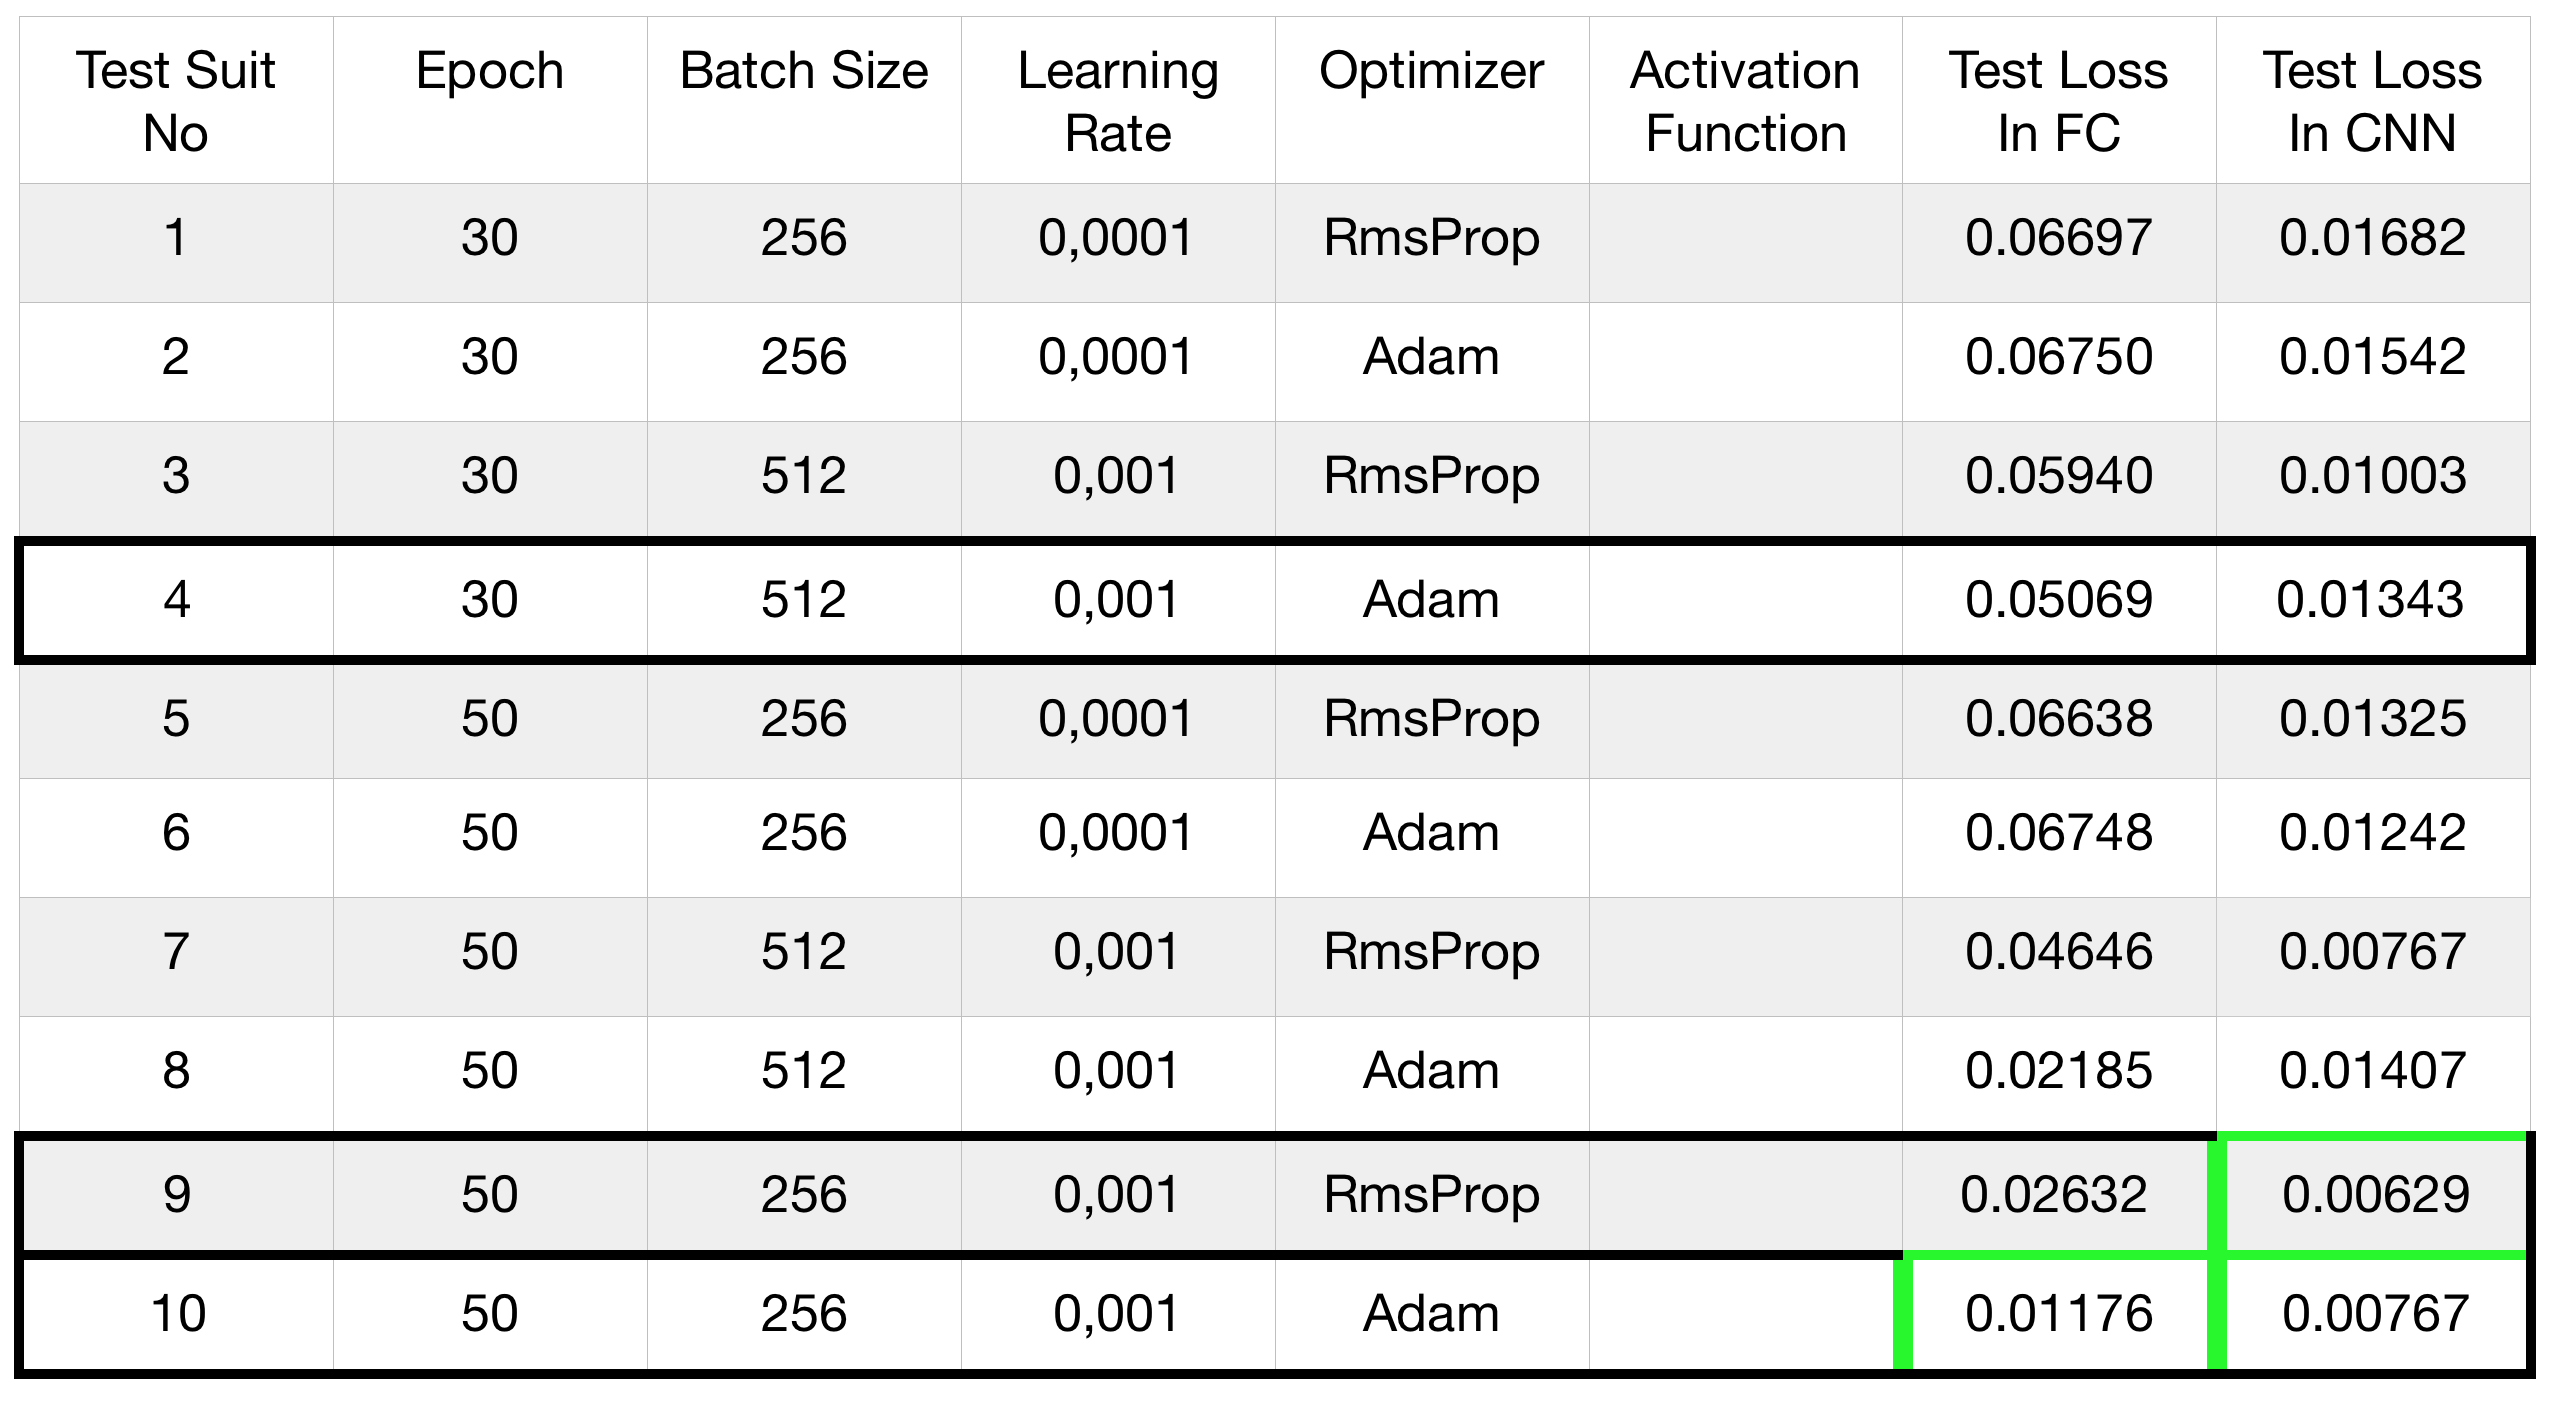 Test Suit No Epoch Batch Size Learning Rate Optimizer Activation Function Test Loss In FC Test Loss In CNN
1 30 256 0,0001 RmsProp 0.06697 0.01682
2 30 256 0,0001 Adam 0.06750 0.01542
3 30 512 0,001 RmsProp 0.05940 0.01003
4 30 512 0,001 Adam 0.05069 0.01343
5 50 256 0,0001 RmsProp 0.06638 0.01325
6 50 256 0,0001 Adam 0.06748 0.01242
7 50 512 0,001 RmsProp 0.04646 0.00767
8 50 512 0,001 Adam 0.02185 0.01407
9 50 256 0,001 RmsProp 0.02632 0.00629
10 50 256 0,001 Adam 0.01176 0.00767